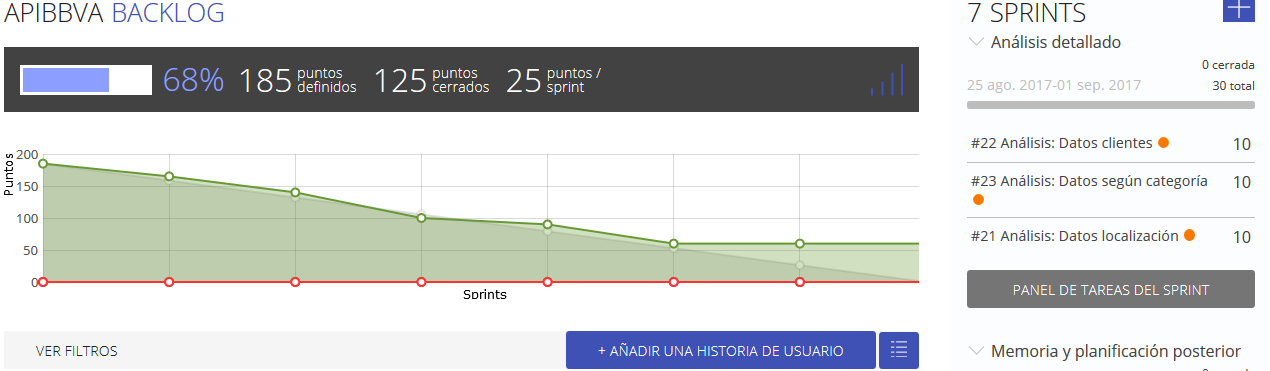 APIBBVA BACKLOG
68% 185 puntos definidos 125 puntos cerrados 25 puntos / sprint
200
150
100
50
0
Puntos
Sprints
VER FILTROS
+ AÑADIR UNA HISTORIA DE USUARIO
7 SPRINTS
Análisis detallado
0 cerrada
25 ago. 2017-01 sep. 2017
30 total
#22 Análisis: Datos clientes 10
#23 Análisis: Datos según categoría 10
#21 Análisis: Datos localización 10
PANEL DE TAREAS DEL SPRINT
Memoria y planificación posterior